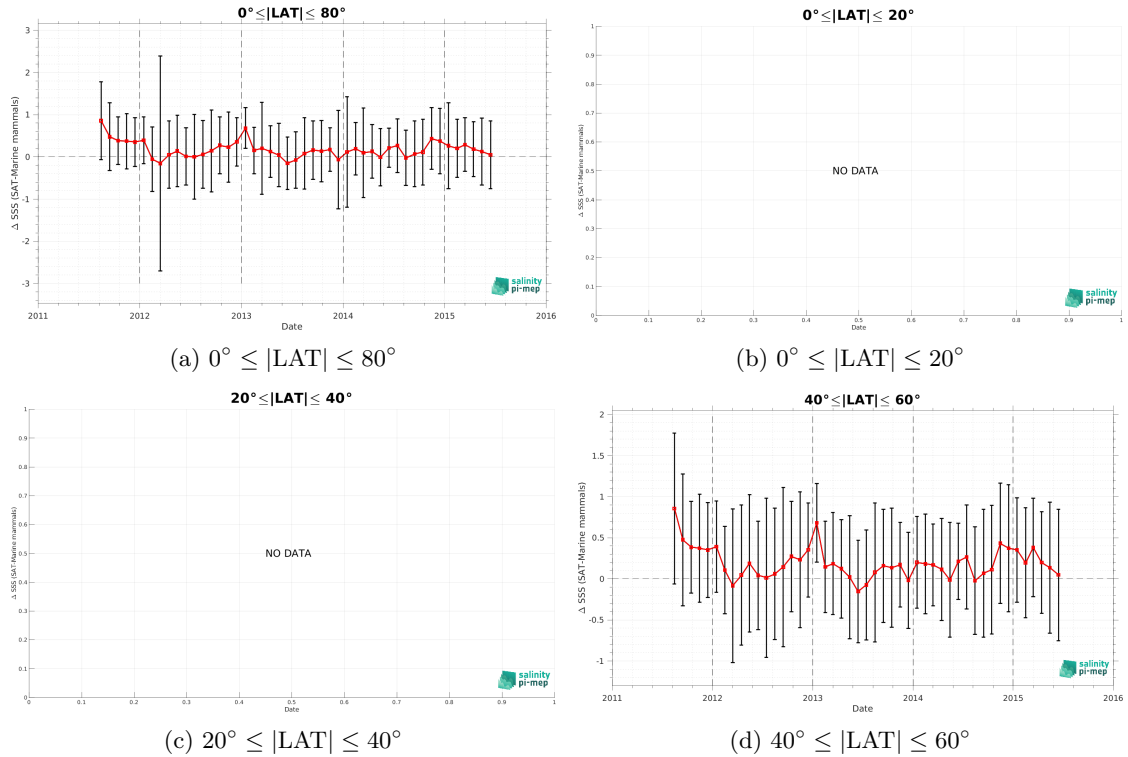 0°≤|LAT|≤ 80°
3
2
1
0
-1
-2
-3
Δ SSS (SAT-Marine mammals)
2011 2012 2013 2014 2015 2016
Date
salinity
pi-mep
(a) 0° ≤ |LAT| ≤ 80°
0°≤|LAT|≤ 20°
1
0.9
0.8
0.7
0.6
0.5
0.4
0.3
0.2
0.1
0
Δ SSS (SAT-Marine mammals)
NO DATA
0 0.1 0.2 0.3 0.4 0.5 0.6 0.7 0.8 0.9 1
Date
salinity
pi-mep
(b) 0° ≤ |LAT| ≤ 20°
20°≤|LAT|≤ 40°
1
0.9
0.8
0.7
0.6
0.5
0.4
0.3
0.2
0.1
0
Δ SSS (SAT-Marine mammals)
NO DATA
0 0.1 0.2 0.3 0.4 0.5 0.6 0.7 0.8 0.9 1
Date
salinity
pi-mep
(c) 20° ≤ |LAT| ≤ 40°
40°≤|LAT|≤ 60°
2
1.5
1
0.5
0
-0.5
-1
Δ SSS (SAT-Marine mammals)
2011 2012 2013 2014 2015 2016
Date
salinity
pi-mep
(d) 40° ≤ |LAT| ≤ 60°